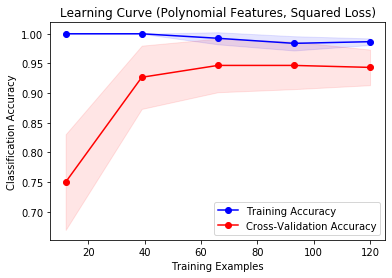 Learning Curve (Polynomial Features, Squared Loss)
1.00
0.95
0.90
0.85
0.80
0.75
0.70
Classification Accuracy
Training Accuracy
Cross-Validation Accuracy
20 40 60 80 100 120
Training Examples